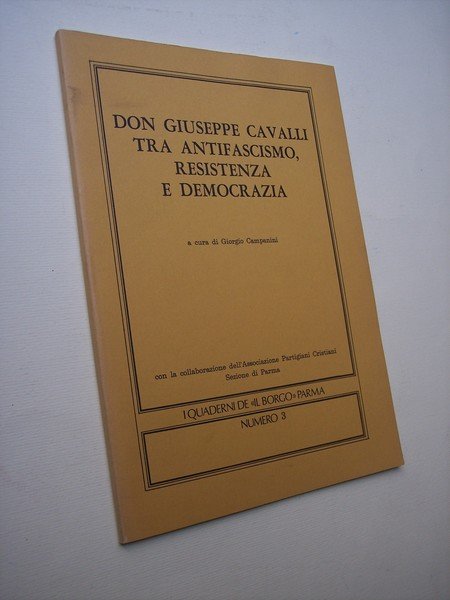 DON GIUSEPPE CAVALLI
TRA ANTIFASCISMO,
RESISTENZA
E DEMOCRAZIA
a cura di Giorgio Campanini
con la collaborazione dell'Associazione Partigiani Cristiani
Sezione di Parma
I QUADERNI DE «IL BORGO» PARMA
NUMERO 3